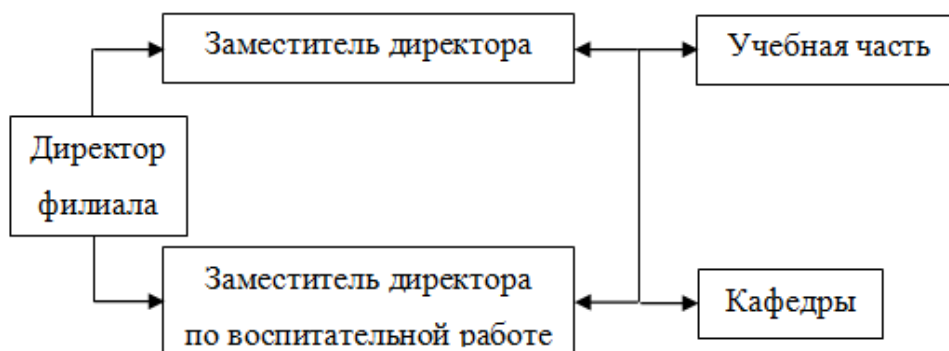 Заместитель директора
Учебная часть
Директор
филиала
Заместитель директора
по воспитательной работе
Кафедры